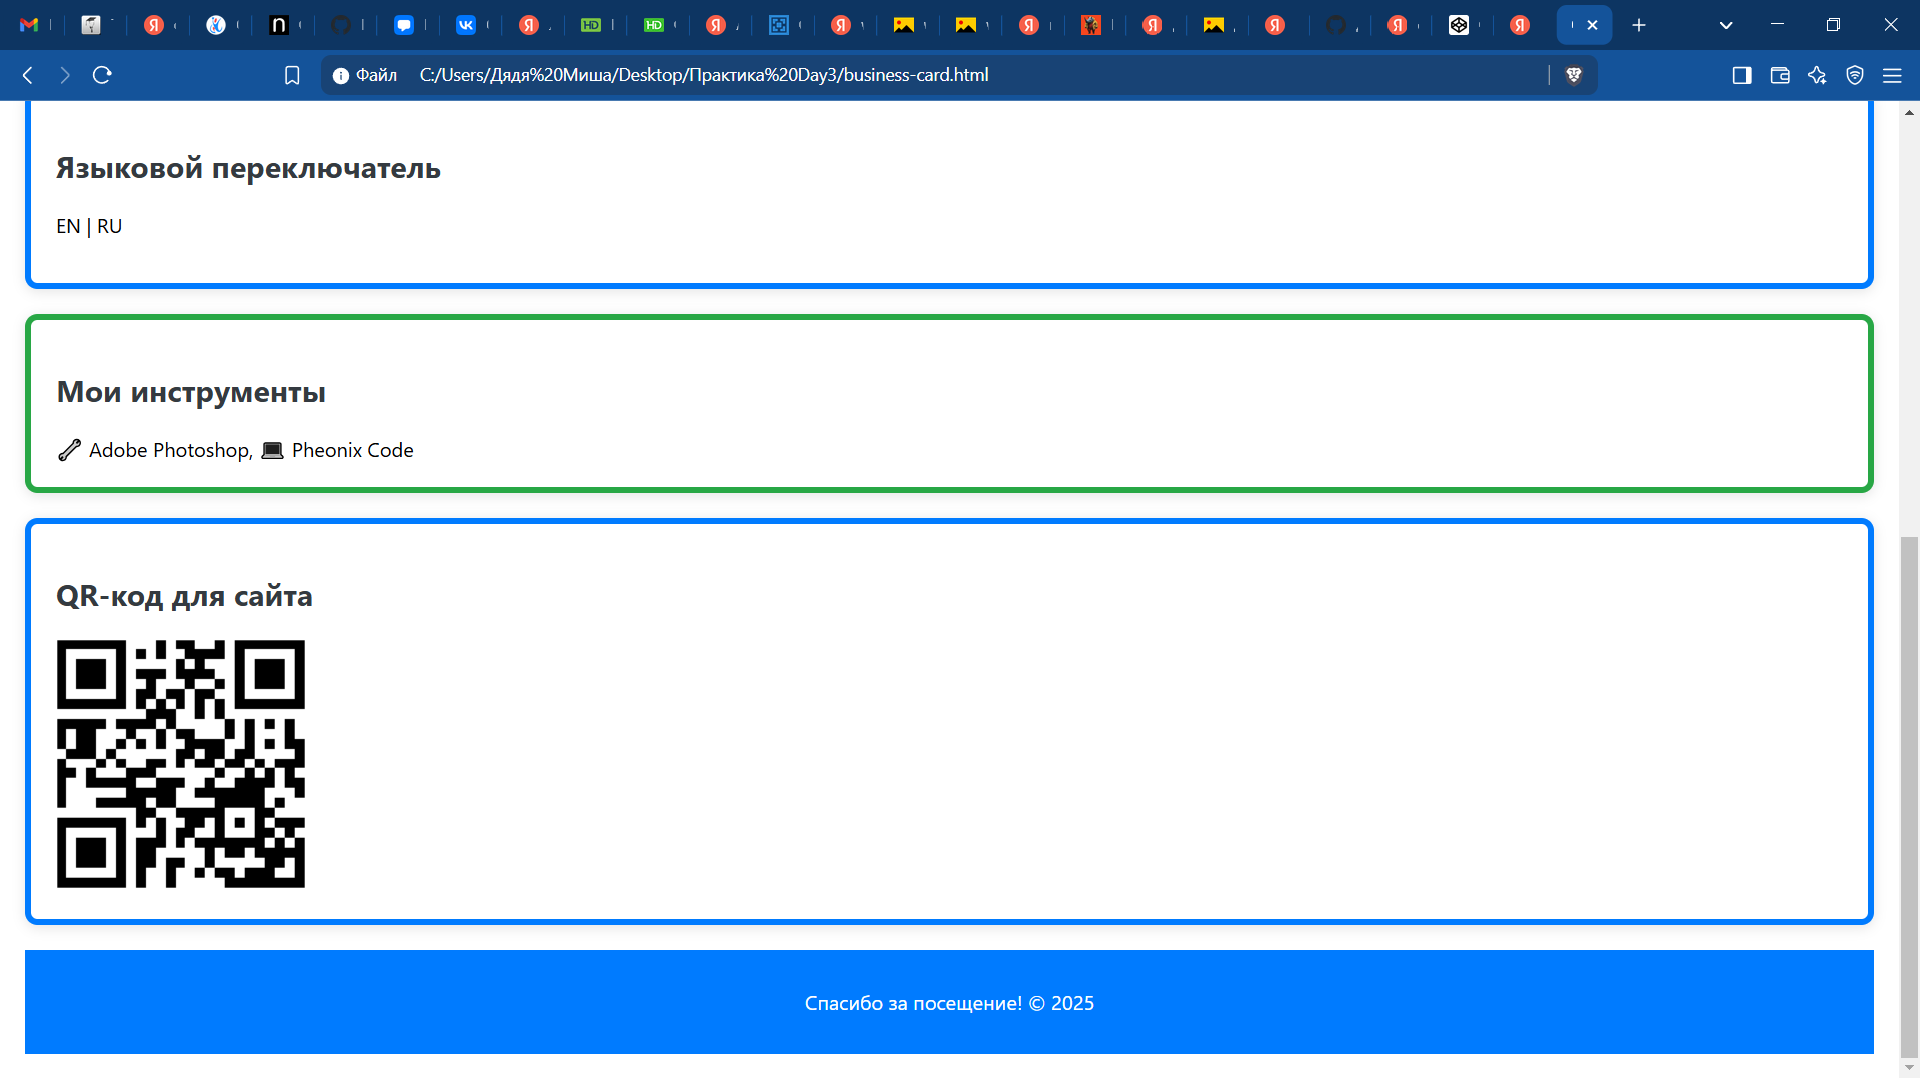 Файл C:/Users/Дядя%20Миша/Desktop/Практика%20Day3/business-card.html
Языковой переключатель
EN | RU
Мои инструменты
Adobe Photoshop, Pheonix Code
QR-код для сайта
Спасибо за посещение! © 2025